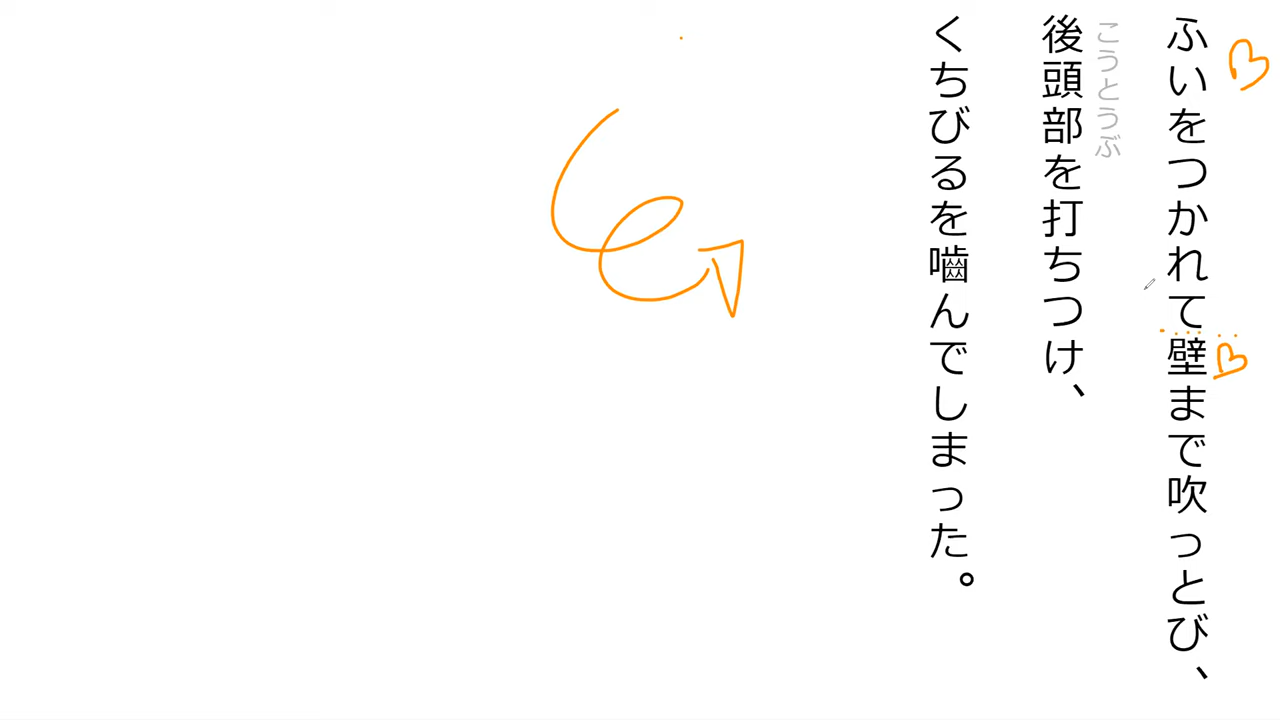 ふいをつかれて壁まで吹っとび、
こうとうぶ
後頭部を打ちつけ、
くちびるを嚙んでしまった。